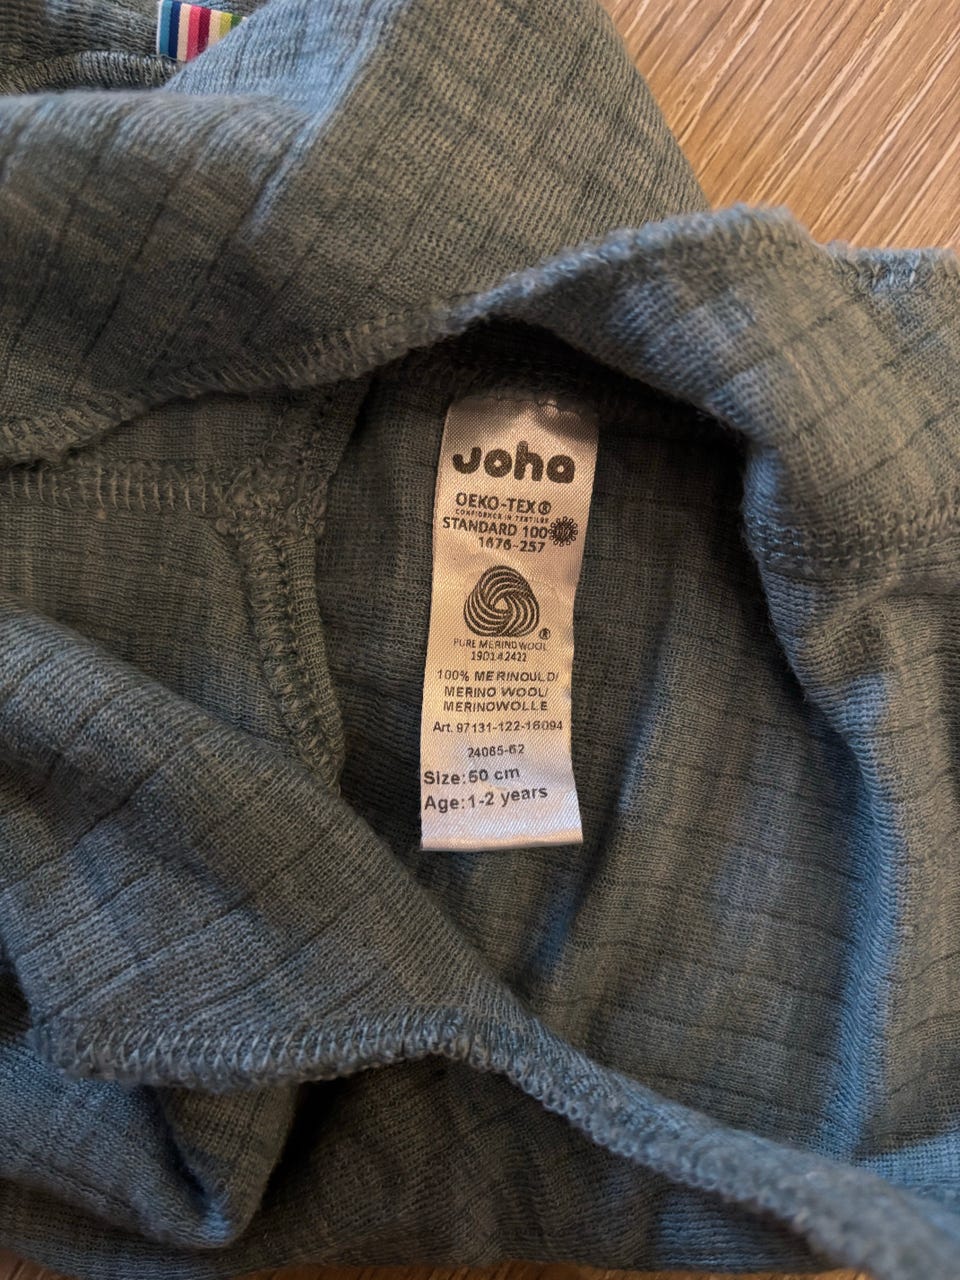 Joha
OEKO-TEX®
CONFIDENCE IN TEXTILES
STANDARD 100
1676-257
®
PURE MERINO WOOL
190142422
100% MERINOULD/
MERINO WOOL/
MERINOWOLLE
Art. 97131-122-16094
24085-62
Size: 50 cm
Age: 1-2 years